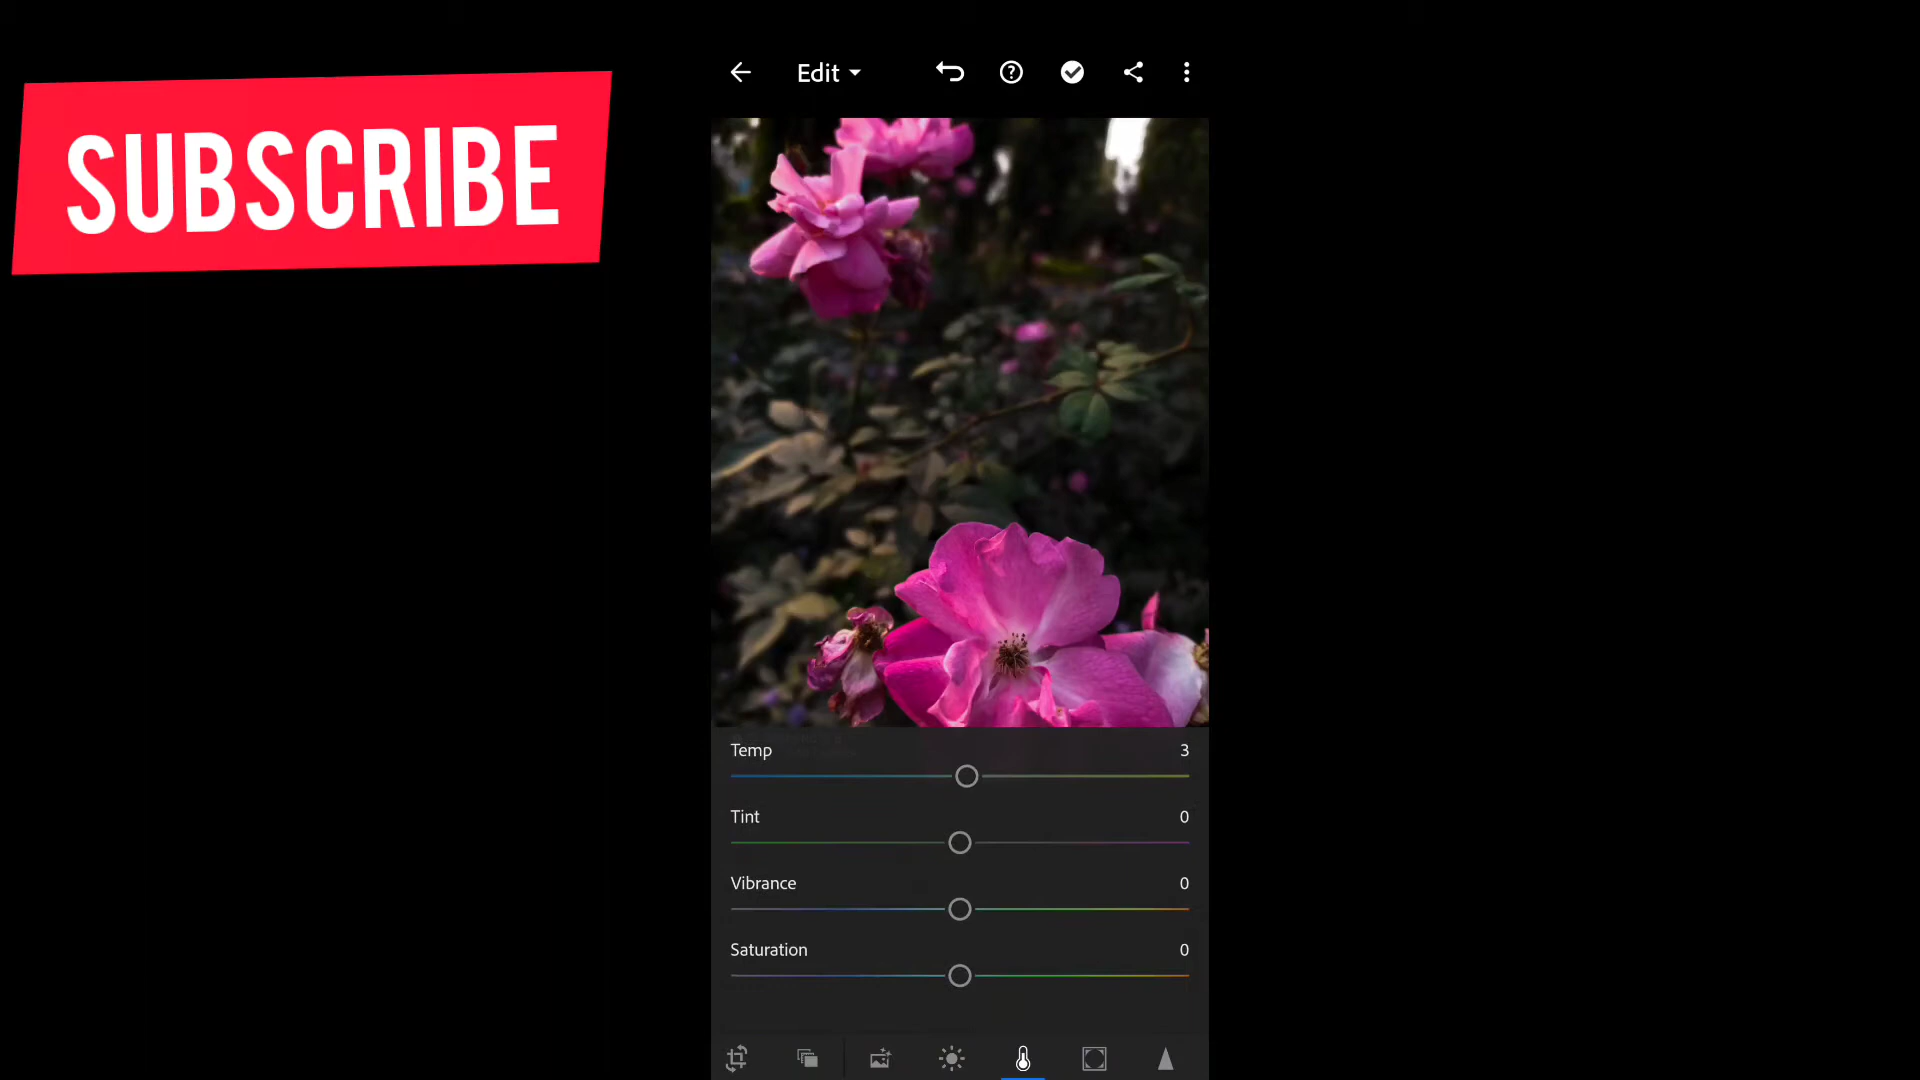 SUBSCRIBE
Edit
Temp 3
Tint 0
Vibrance 0
Saturation 0